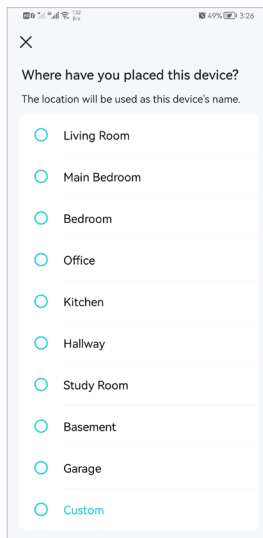 132
B/s
49% 3:26
Where have you placed this device?
The location will be used as this device's name.
Living Room
Main Bedroom
Bedroom
Office
Kitchen
Hallway
Study Room
Basement
Garage
Custom